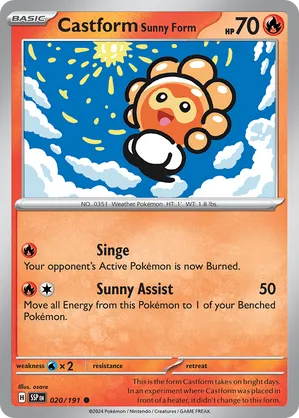 BASIC
Castform Sunny Form HP 70
NO. 0351 Weather Pokémon HT: 1' WT: 1.8 lbs.
Singe
Your opponent's Active Pokémon is now Burned.
Sunny Assist 50
Move all Energy from this Pokémon to 1 of your Benched
Pokémon.
weakness ×2 resistance retreat
Illus. osare
H SSP EN 020/191
This is the form Castform takes on bright days.
In an experiment where Castform was placed in
front of a heater, it didn't change to this form.
©2024 Pokémon / Nintendo / Creatures / GAME FREAK